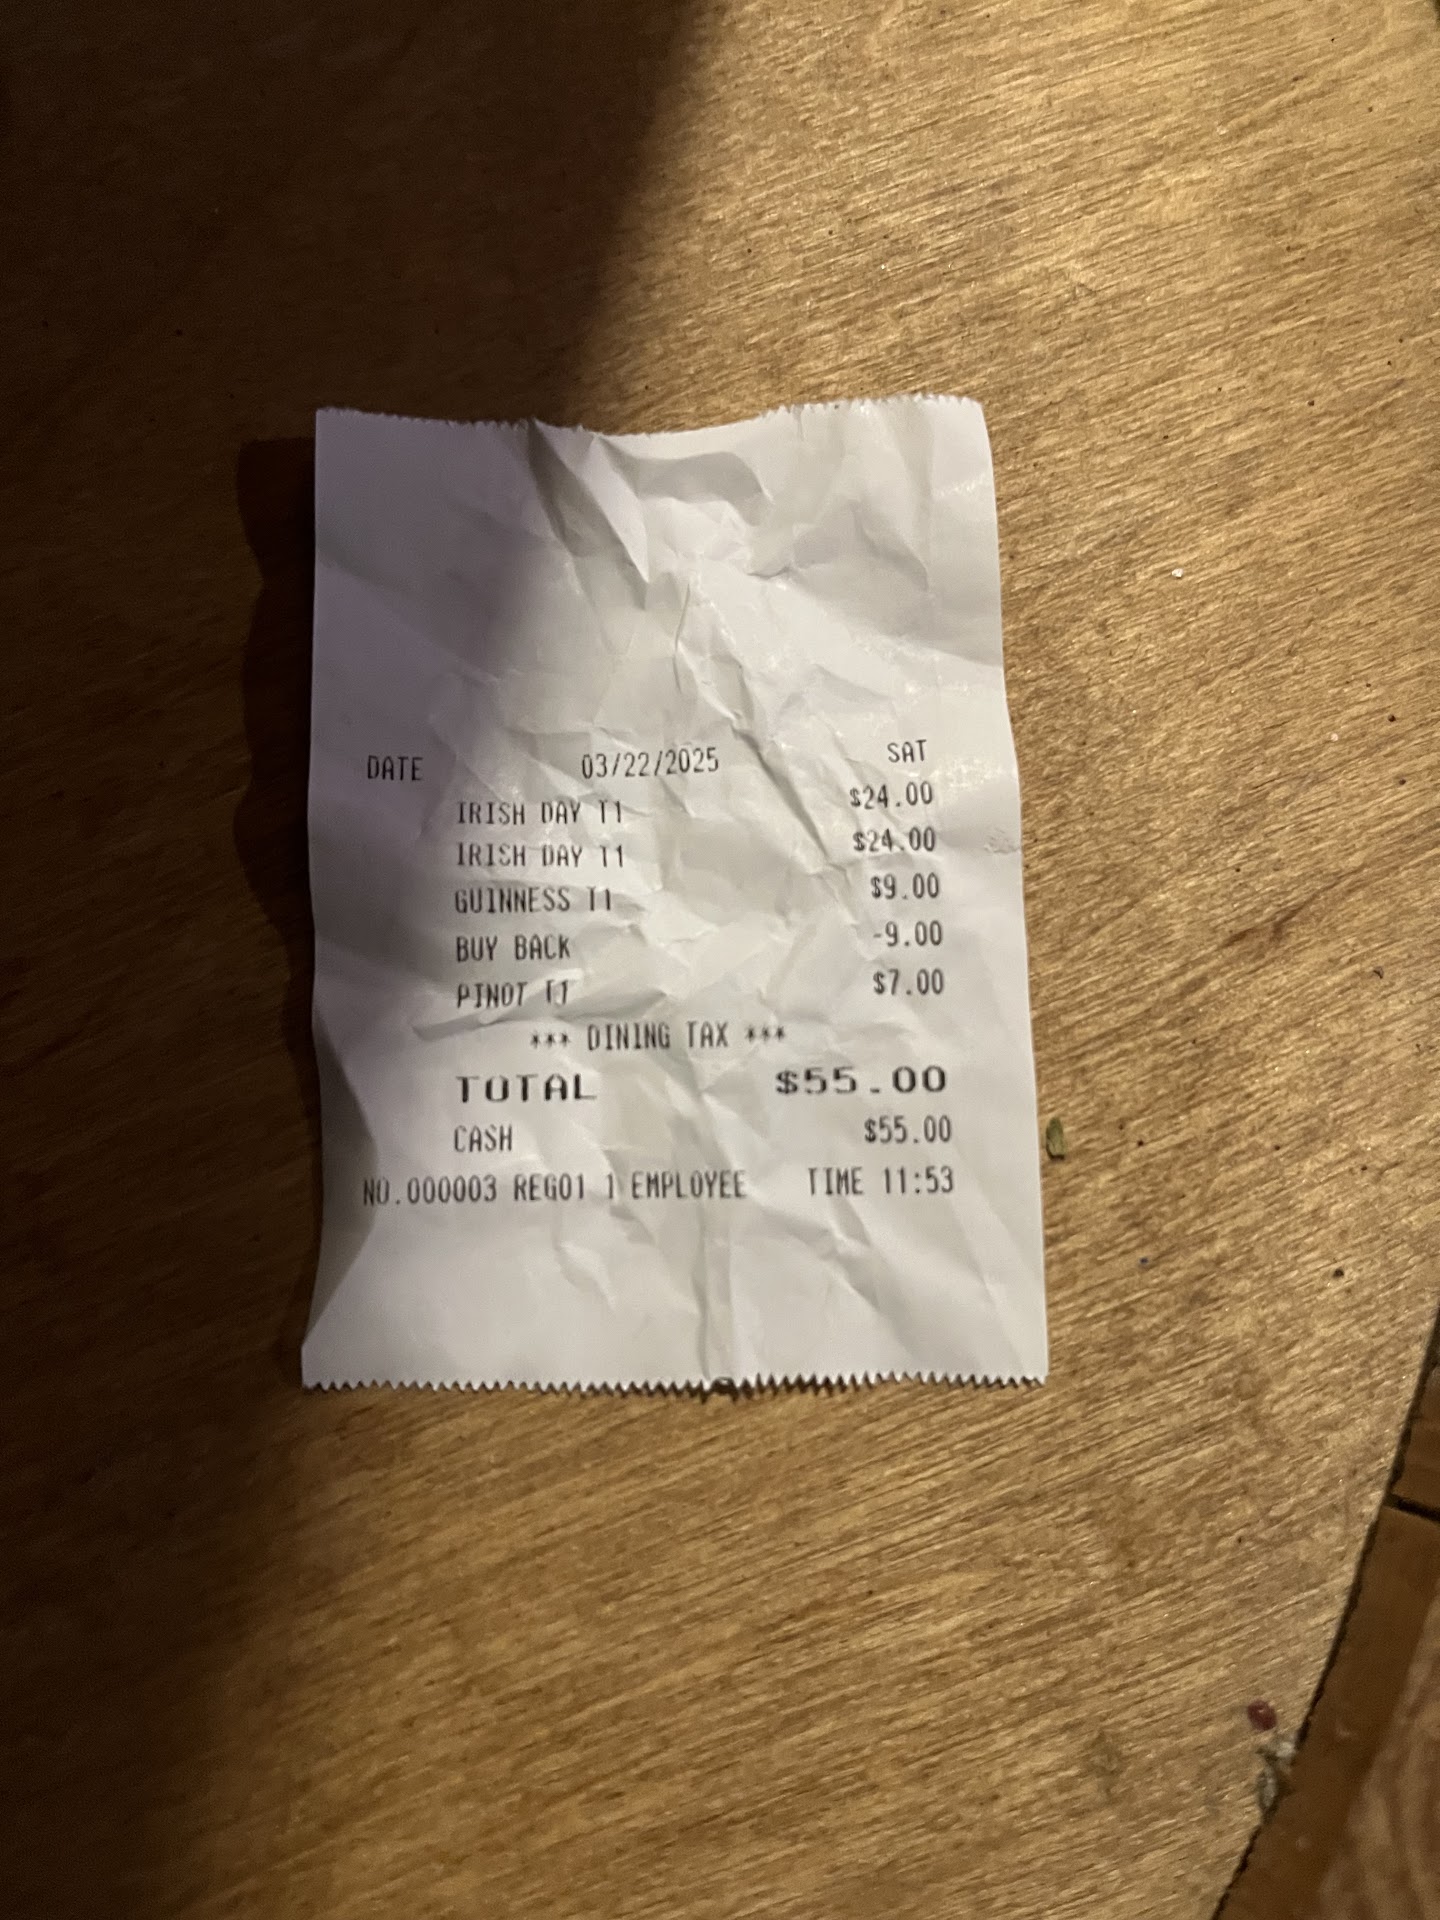 DATE 03/22/2025 SAT
IRISH DAY T1 $24.00
IRISH DAY T1 $24.00
GUINNESS T1 $9.00
BUY BACK -9.00
PINOT T1 $7.00
*** DINING TAX ***
TOTAL $55.00
CASH $55.00
NO.000003 REG01 1 EMPLOYEE TIME 11:53